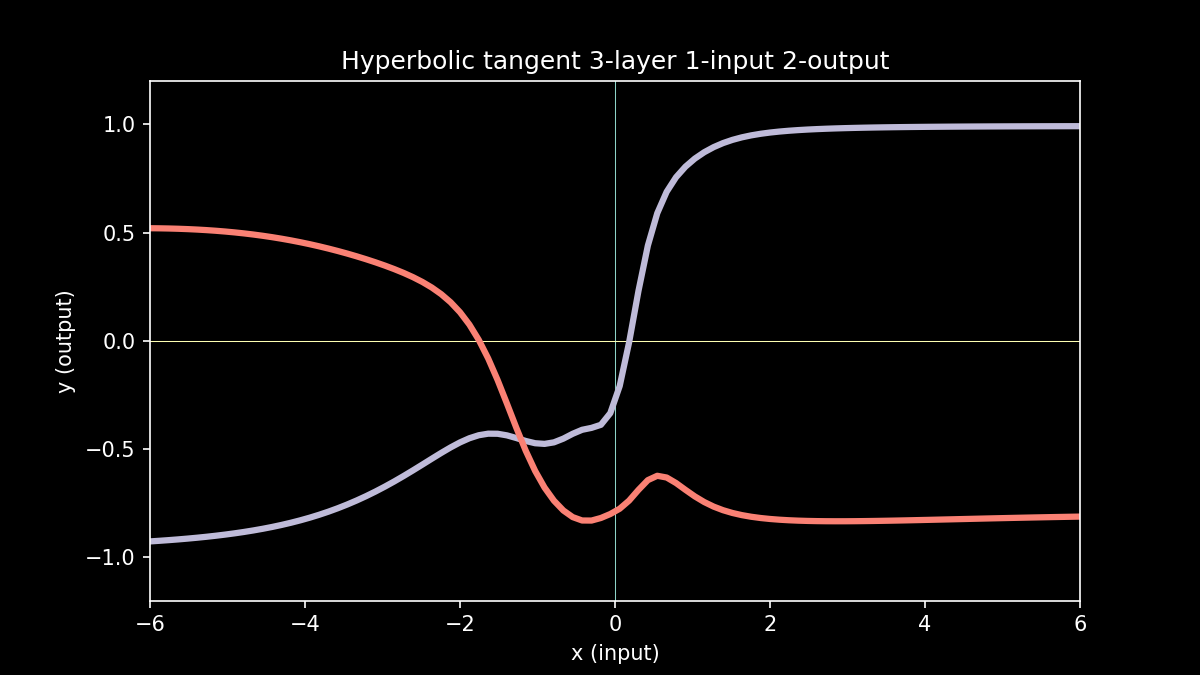 Hyperbolic tangent 3-layer 1-input 2-output
1.0
0.5
0.0
−0.5
−1.0
y (output)
−6 −4 −2 0 2 4 6
x (input)